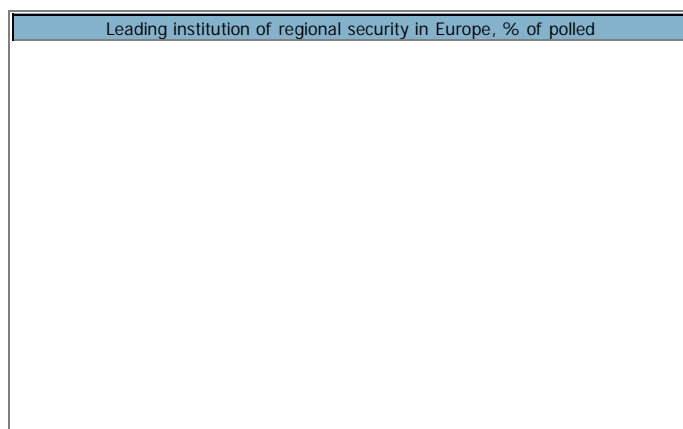 Leading institution of regional security in Europe, % of polled